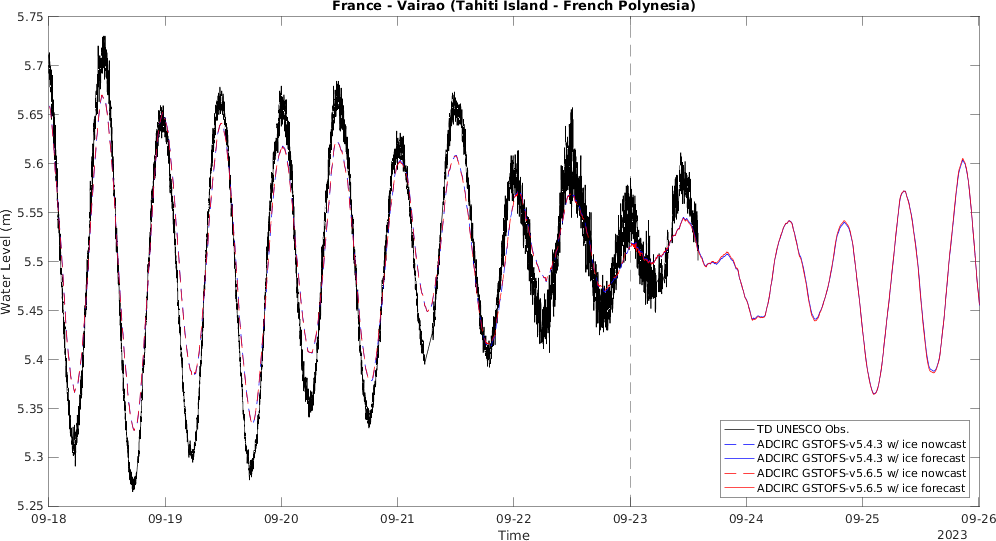 France - Vairao (Tahiti Island - French Polynesia)
5.75
5.7
5.65
5.6
5.55
5.5
5.45
5.4
5.35
5.3
5.25
Water Level (m)
TD UNESCO Obs.
ADCIRC GSTOFS-v5.4.3 w/ ice nowcast
ADCIRC GSTOFS-v5.4.3 w/ ice forecast
ADCIRC GSTOFS-v5.6.5 w/ ice nowcast
ADCIRC GSTOFS-v5.6.5 w/ ice forecast
09-18 09-19 09-20 09-21 09-22 09-23 09-24 09-25 09-26
Time
2023